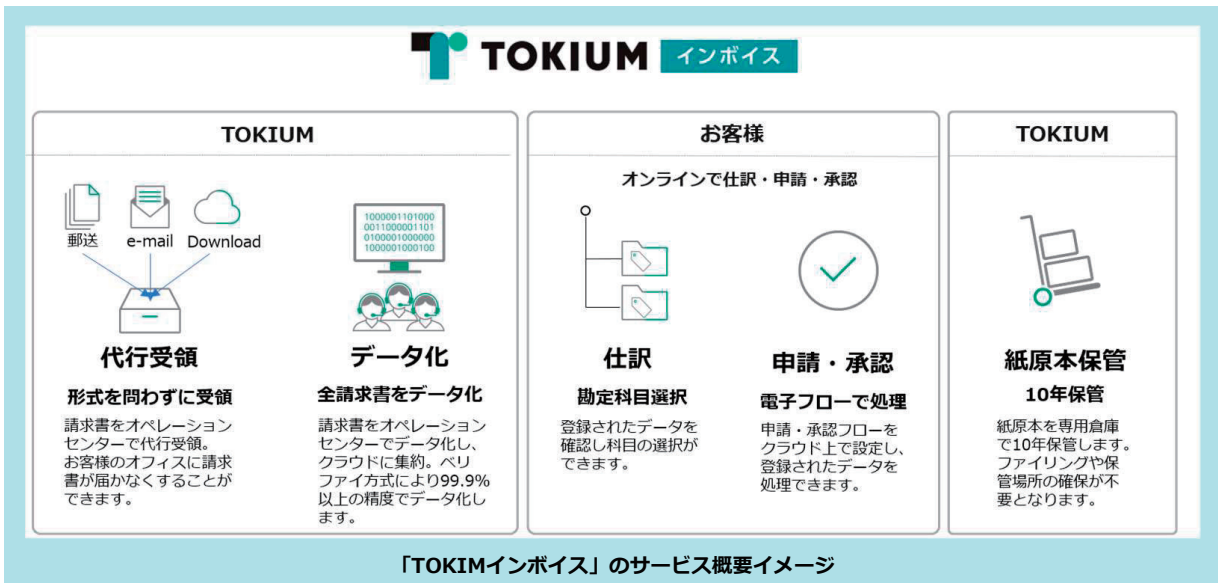 TOKIUM インボイス
TOKIUM
郵送 e-mail Download
1000001101000
0011000001101
0100001000000
1000001000100
代行受領
形式を問わずに受領
請求書をオペレーション
センターで代行受領。
お客様のオフィスに請求
書が届かなくすることが
できます。
データ化
全請求書をデータ化
請求書をオペレーション
センターでデータ化し、
クラウドに集約。ベリ
ファイ方式により99.9%
以上の精度でデータ化し
ます。
お客様
オンラインで仕訳・申請・承認
仕訳
勘定科目選択
登録されたデータを
確認し科目の選択が
できます。
申請・承認
電子フローで処理
申請・承認フローを
クラウド上で設定し、
登録されたデータを
処理できます。
TOKIUM
紙原本保管
10年保管
紙原本を専用倉庫
で10年保管します。
ファイリングや保
管場所の確保が不
要となります。
「TOKIMインボイス」のサービス概要イメージ